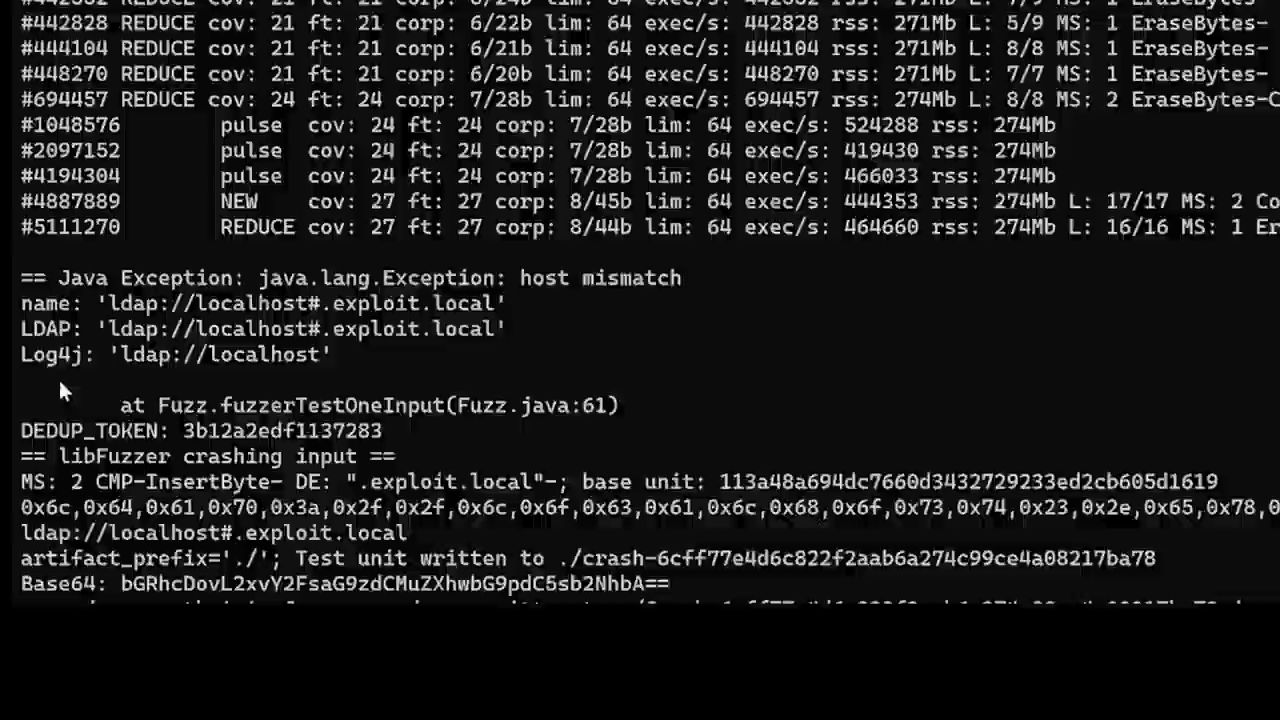 #442828 REDUCE cov: 21 ft: 21 corp: 6/22b lim: 64 exec/s: 442828 rss: 271Mb L: 5/9 MS: 1 EraseBytes-
#444104 REDUCE cov: 21 ft: 21 corp: 6/21b lim: 64 exec/s: 444104 rss: 271Mb L: 8/8 MS: 1 EraseBytes-
#448270 REDUCE cov: 21 ft: 21 corp: 6/20b lim: 64 exec/s: 448270 rss: 271Mb L: 7/7 MS: 1 EraseBytes-
#694457 REDUCE cov: 24 ft: 24 corp: 7/28b lim: 64 exec/s: 694457 rss: 274Mb L: 8/8 MS: 2 EraseBytes-C
#1048576 pulse cov: 24 ft: 24 corp: 7/28b lim: 64 exec/s: 524288 rss: 274Mb
#2097152 pulse cov: 24 ft: 24 corp: 7/28b lim: 64 exec/s: 419430 rss: 274Mb
#4194304 pulse cov: 24 ft: 24 corp: 7/28b lim: 64 exec/s: 466033 rss: 274Mb
#4887889 NEW cov: 27 ft: 27 corp: 8/45b lim: 64 exec/s: 444353 rss: 274Mb L: 17/17 MS: 2 Co
#5111270 REDUCE cov: 27 ft: 27 corp: 8/44b lim: 64 exec/s: 464660 rss: 274Mb L: 16/16 MS: 1 Er
== Java Exception: java.lang.Exception: host mismatch
name: 'ldap://localhost#.exploit.local'
LDAP: 'ldap://localhost#.exploit.local'
Log4j: 'ldap://localhost'
at Fuzz.fuzzerTestOneInput(Fuzz.java:61)
DEDUP_TOKEN: 3b12a2edf1137283
== libFuzzer crashing input ==
MS: 2 CMP-InsertByte- DE: ".exploit.local"-; base unit: 113a48a694dc7660d3432729233ed2cb605d1619
0x6c,0x64,0x61,0x70,0x3a,0x2f,0x2f,0x6c,0x6f,0x63,0x61,0x6c,0x68,0x6f,0x73,0x74,0x23,0x2e,0x65,0x78,0
ldap://localhost#.exploit.local
artifact_prefix='./'; Test unit written to ./crash-6cff77e4d6c822f2aab6a274c99ce4a08217ba78
Base64: bGRhcDovL2xvY2FsaG9zdCMuZXhwbG9pdC5sb2NhbA==